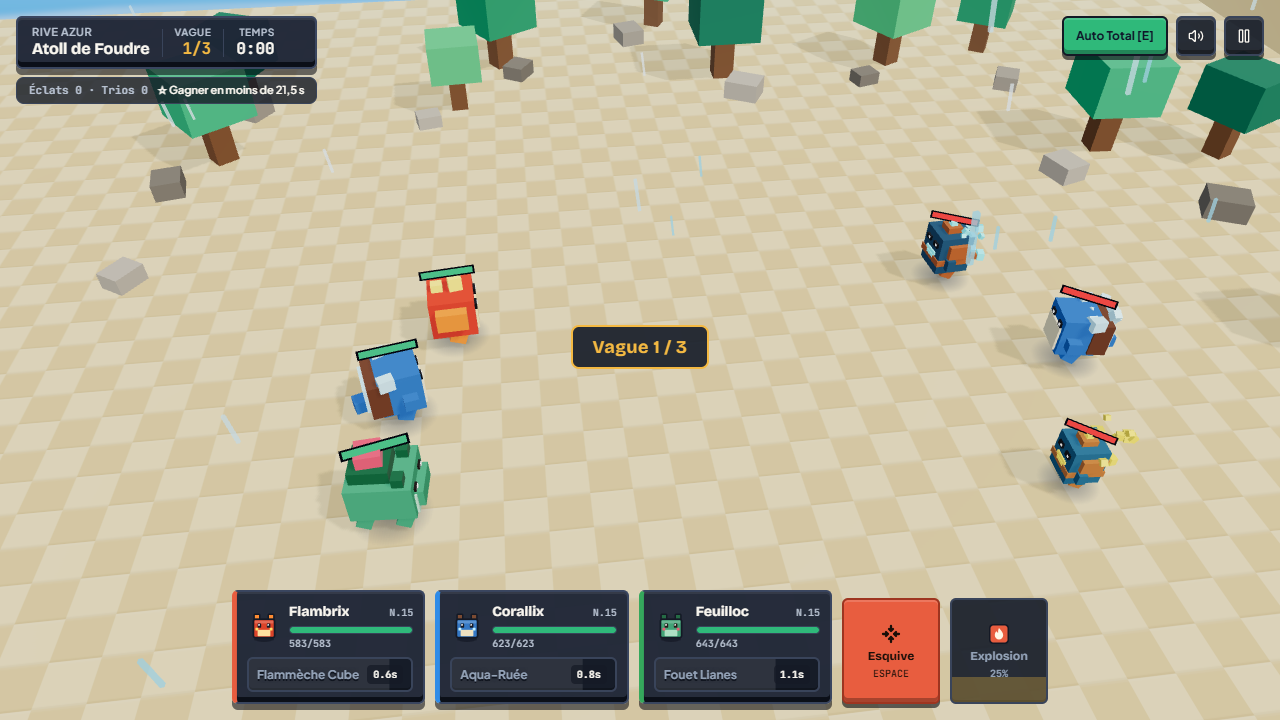 RIVE AZUR
Atoll de Foudre
VAGUE
1/3
TEMPS
0:00
Éclats 0 · Trios 0 ★ Gagner en moins de 21,5 s
Auto Total [E]
Vague 1 / 3
Flambrix N.15
583/583
Flammèche Cube 0.6s
Corallix N.15
623/623
Aqua-Ruée 0.8s
Feuilloc N.15
643/643
Fouet Lianes 1.1s
Esquive
ESPACE
Explosion
25%